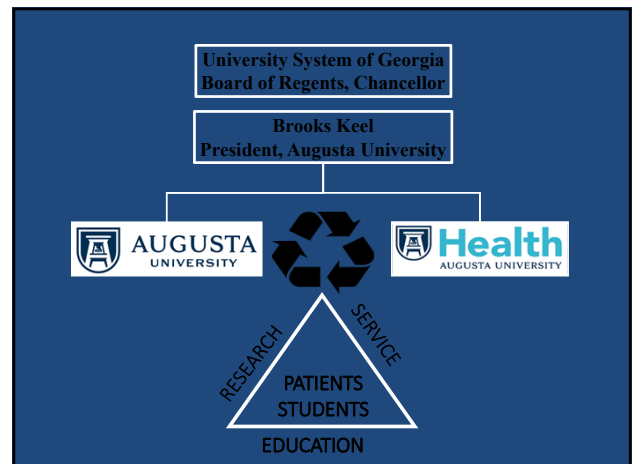 University System of Georgia
Board of Regents, Chancellor
Brooks Keel
President, Augusta University
AUGUSTA
UNIVERSITY
Health
AUGUSTA UNIVERSITY
RESEARCH
SERVICE
PATIENTS
STUDENTS
EDUCATION